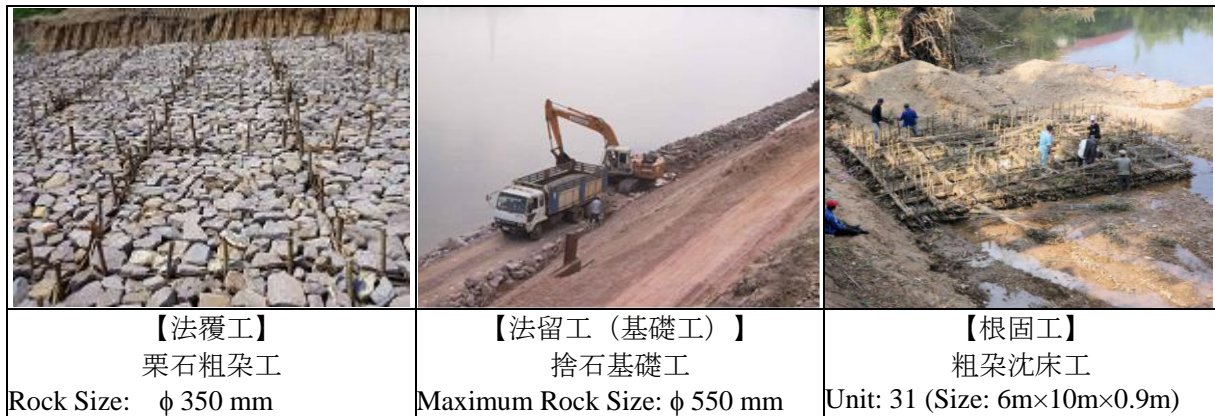 【法覆工】
栗石粗朶工
Rock Size: ϕ 350 mm
【法留工（基礎工）】
捨石基礎工
Maximum Rock Size: ϕ 550 mm
【根固工】
粗朶沈床工
Unit: 31 (Size: 6m×10m×0.9m)